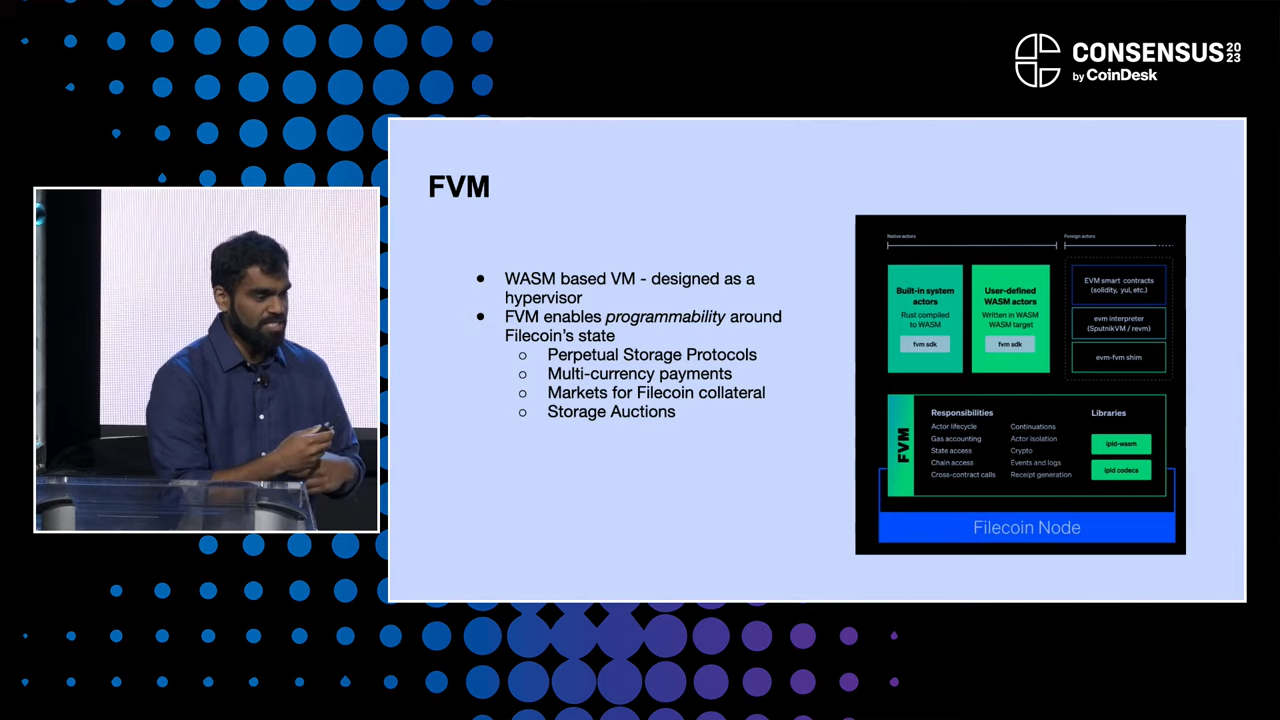 CONSENSUS 20 23
by CoinDesk
FVM
● WASM based VM - designed as a
hypervisor
● FVM enables programmability around
Filecoin's state
○ Perpetual Storage Protocols
○ Multi-currency payments
○ Markets for Filecoin collateral
○ Storage Auctions
Native actors
Foreign actors
Built-in system
actors
Rust compiled
to WASM
fvm sdk
User-defined
WASM actors
Written in WASM
WASM target
fvm sdk
EVM smart contracts
(solidity, yul, etc.)
evm interpreter
(SputnikVM / revm)
evm-fvm shim
FVM
Responsibilities
Actor lifecycle
Gas accounting
State access
Chain access
Cross-contract calls
Continuations
Actor isolation
Crypto
Events and logs
Receipt generation
Libraries
ipld-wasm
ipld codecs
Filecoin Node